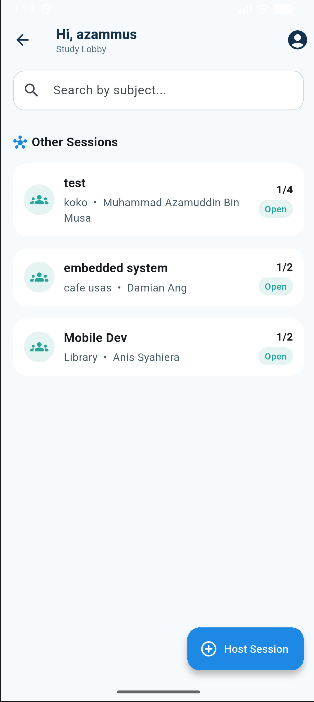 Hi, azammus
Study Lobby
Search by subject...
Other Sessions
test
1/4
koko • Muhammad Azamuddin Bin
Musa
Open
embedded system
1/2
cafe usas • Damian Ang
Open
Mobile Dev
1/2
Library • Anis Syahiera
Open
Host Session